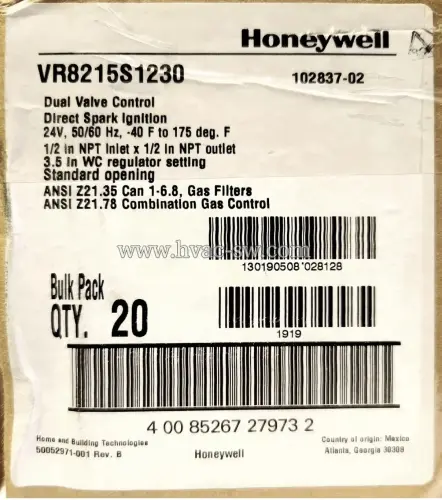 Honeywell
VR8215S1230 102837-02
Dual Valve Control
Direct Spark Ignition
24V, 50/60 Hz, -40 F to 175 deg. F
1/2 in NPT Inlet x 1/2 in NPT outlet
3.5 in WC regulator setting
Standard opening
ANSI Z21.35 Can 1-6.8, Gas Filters
ANSI Z21.78 Combination Gas Control
www.hvac-sw.com
130190508*028128
Bulk Pack
QTY. 20
1919
4 00 85267 27973 2
Home and Building Technologies Country of origin: Mexico
50052971-001 Rev. B Honeywell Atlanta, Georgia 30308